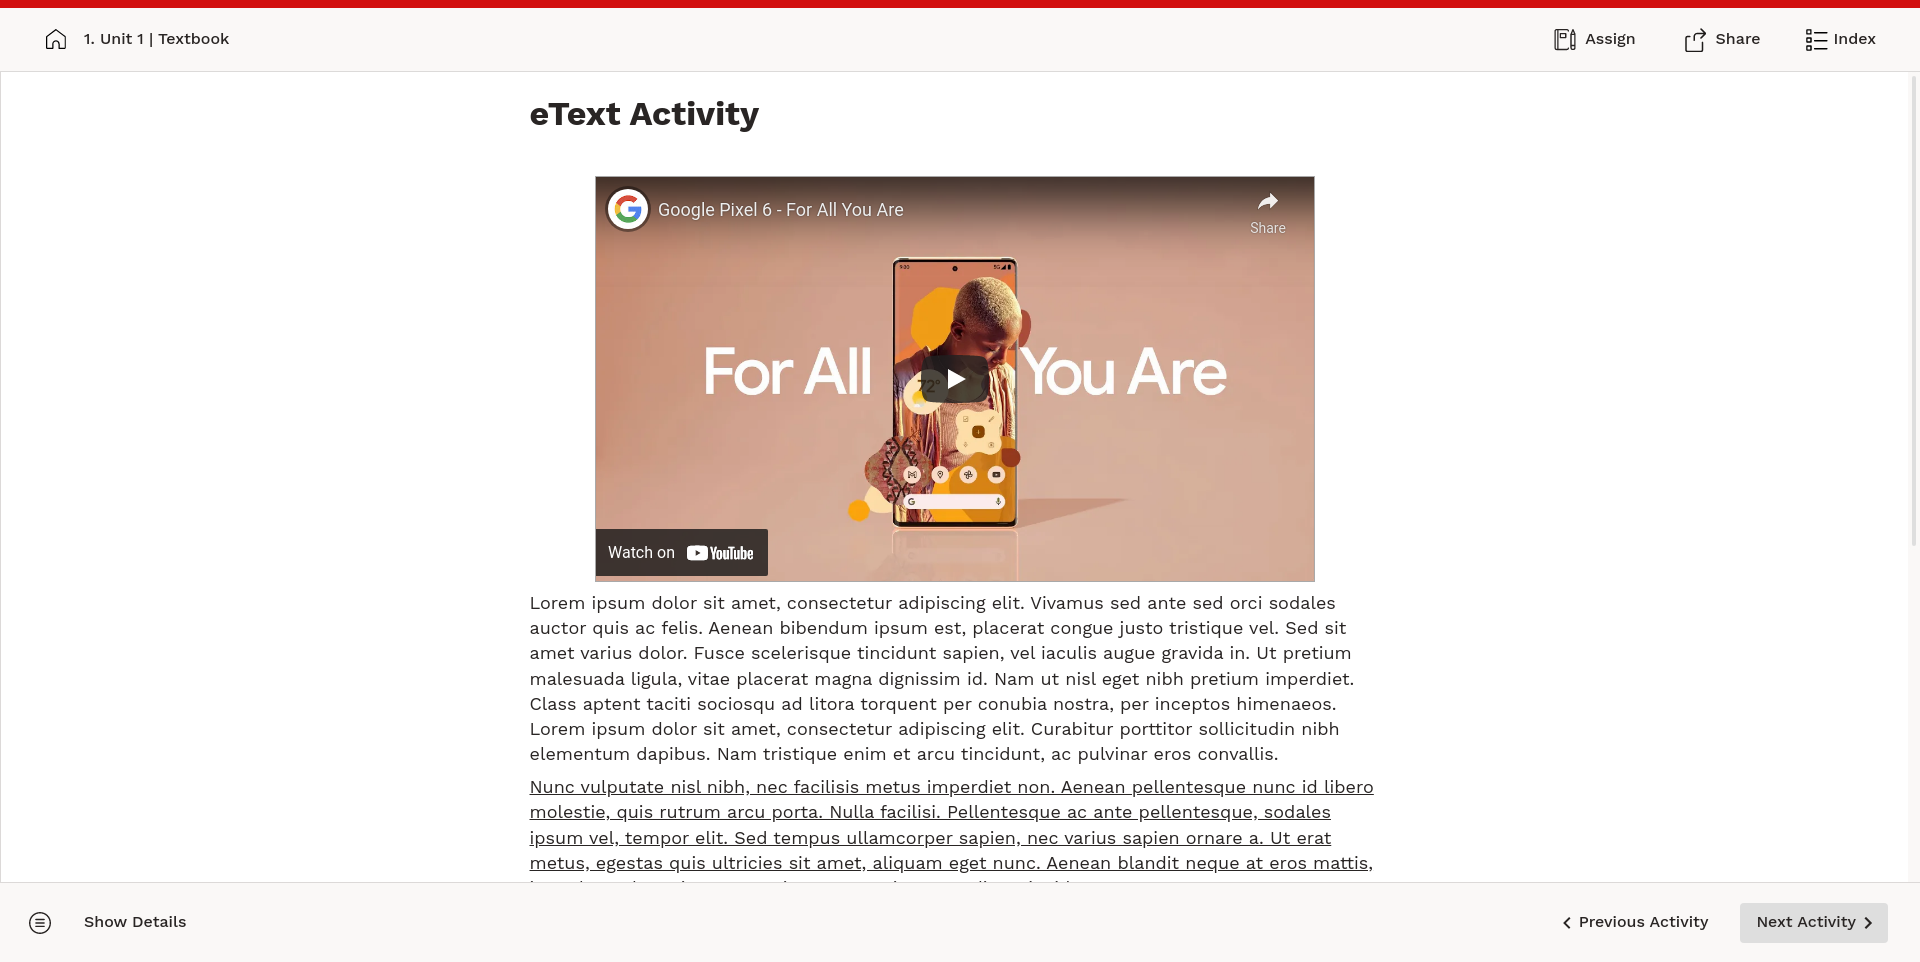 1. Unit 1 | Textbook
Assign
Share
Index
eText Activity
Google Pixel 6 - For All You Are
Share
9:00
5G
For All You Are
72°
Watch on YouTube
Lorem ipsum dolor sit amet, consectetur adipiscing elit. Vivamus sed ante sed orci sodales
auctor quis ac felis. Aenean bibendum ipsum est, placerat congue justo tristique vel. Sed sit
amet varius dolor. Fusce scelerisque tincidunt sapien, vel iaculis augue gravida in. Ut pretium
malesuada ligula, vitae placerat magna dignissim id. Nam ut nisl eget nibh pretium imperdiet.
Class aptent taciti sociosqu ad litora torquent per conubia nostra, per inceptos himenaeos.
Lorem ipsum dolor sit amet, consectetur adipiscing elit. Curabitur porttitor sollicitudin nibh
elementum dapibus. Nam tristique enim et arcu tincidunt, ac pulvinar eros convallis.
Nunc vulputate nisl nibh, nec facilisis metus imperdiet non. Aenean pellentesque nunc id libero
molestie, quis rutrum arcu porta. Nulla facilisi. Pellentesque ac ante pellentesque, sodales
ipsum vel, tempor elit. Sed tempus ullamcorper sapien, nec varius sapien ornare a. Ut erat
metus, egestas quis ultricies sit amet, aliquam eget nunc. Aenean blandit neque at eros mattis,
Show Details
Previous Activity
Next Activity